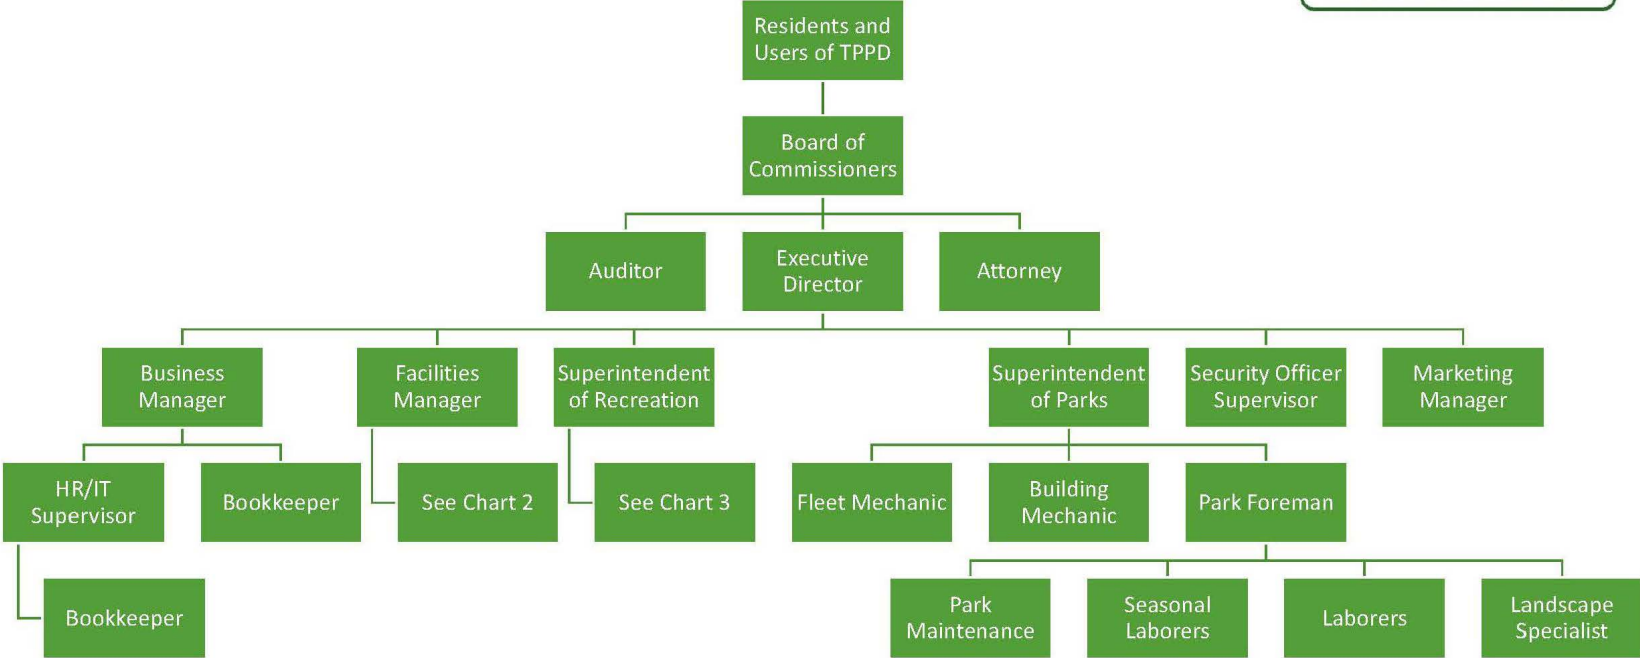 Residents and
Users of TPPD
Board of
Commissioners
Auditor
Executive
Director
Attorney
Business
Manager
Facilities
Manager
Superintendent
of Recreation
Superintendent
of Parks
Security Officer
Supervisor
Marketing
Manager
HR/IT
Supervisor
Bookkeeper
See Chart 2
See Chart 3
Fleet Mechanic
Building
Mechanic
Park Foreman
Bookkeeper
Park
Maintenance
Seasonal
Laborers
Laborers
Landscape
Specialist